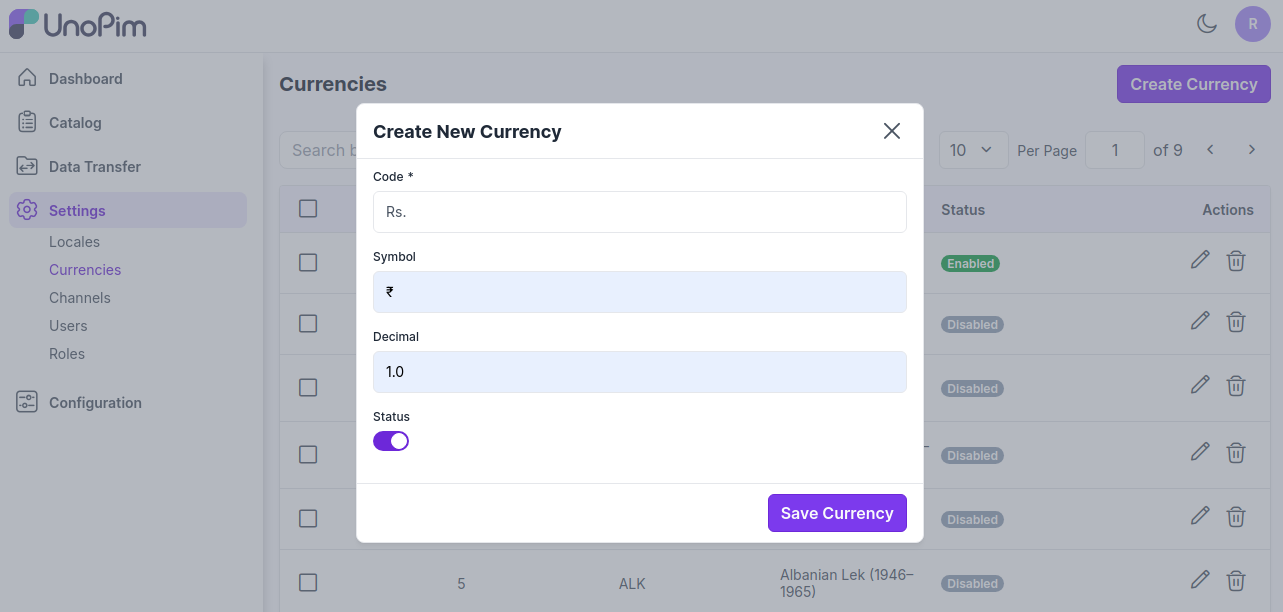 UnoPim
R
Dashboard
Catalog
Data Transfer
Settings
Locales
Currencies
Channels
Users
Roles
Configuration
Currencies
Create Currency
Search b
10
Per Page
1
of 9
Status
Actions
Enabled
Disabled
Disabled
Disabled
Disabled
5
ALK
Albanian Lek (1946–
1965)
Disabled
Create New Currency
Code *
Rs.
Symbol
₹
Decimal
1.0
Status
Save Currency